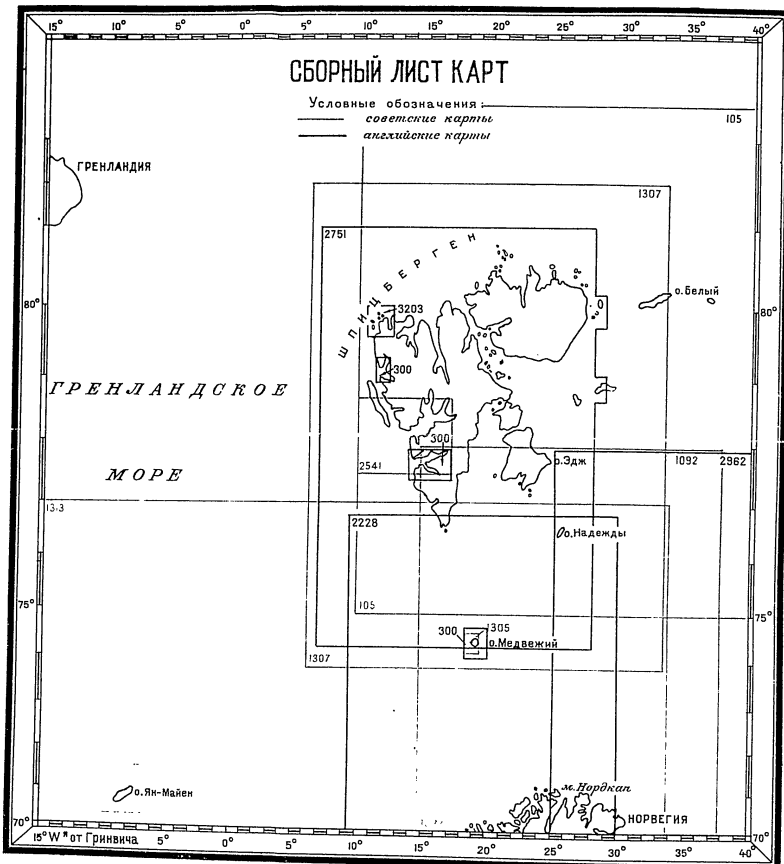 15° 10° 5° 0° 5° 10° 15° 20° 25° 30° 35° 40°
СБОРНЫЙ ЛИСТ КАРТ
Условные обозначения:
советские карты
английские карты
105
ГРЕНЛАНДИЯ
1307
2751
ШПИЦБЕРГЕН
о.Белый
80° 80°
3203
300
ГРЕНЛАНДСКОЕ
МОРЕ
300
2541
о.Эдж
1092 2962
2228
о.Надежды
75° 105 75°
300 1305
о.Медвежий
1307
о.Ян-Майен
м.Нордкап
НОРВЕГИЯ
70° 70°
15° W от Гринвича 5° 0° 5° 10° 15° 20° 25° 30° 35° 40°